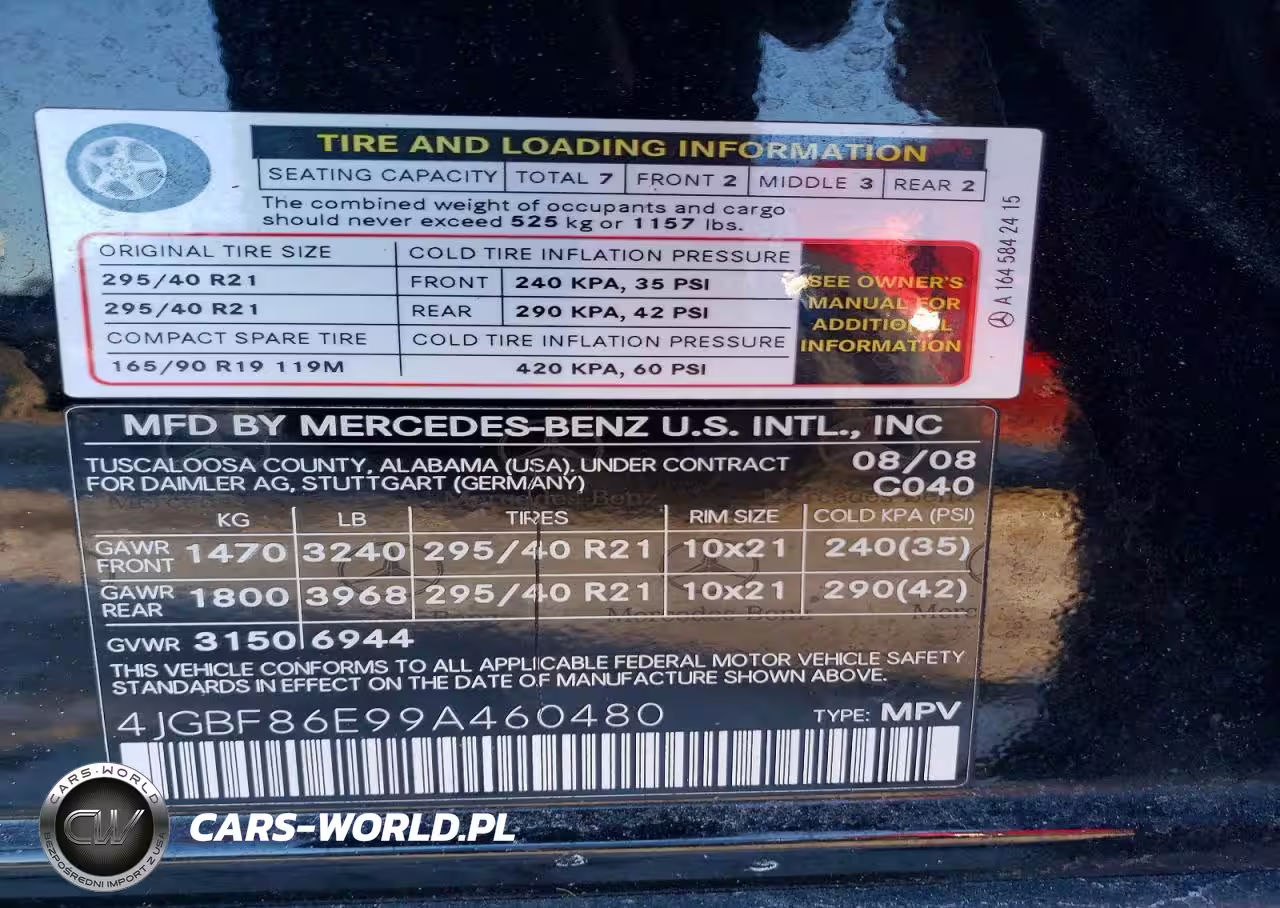 TIRE AND LOADING INFORMATION
SEATING CAPACITY TOTAL 7 FRONT 2 MIDDLE 3 REAR 2
The combined weight of occupants and cargo
should never exceed 525 kg or 1157 lbs.
ORIGINAL TIRE SIZE COLD TIRE INFLATION PRESSURE
295/40 R21 FRONT 240 KPA, 35 PSI
295/40 R21 REAR 290 KPA, 42 PSI
COMPACT SPARE TIRE COLD TIRE INFLATION PRESSURE
165/90 R19 119M 420 KPA, 60 PSI
SEE OWNER'S
MANUAL FOR
ADDITIONAL
INFORMATION
A 164 584 24 15
MFD BY MERCEDES-BENZ U.S. INTL., INC
TUSCALOOSA COUNTY, ALABAMA (USA), UNDER CONTRACT 08/08
FOR DAIMLER AG, STUTTGART (GERMANY) C040
KG LB TIRES RIM SIZE COLD KPA (PSI)
GAWR FRONT 1470 3240 295/40 R21 10x21 240(35)
GAWR REAR 1800 3968 295/40 R21 10x21 290(42)
GVWR 3150 6944
THIS VEHICLE CONFORMS TO ALL APPLICABLE FEDERAL MOTOR VEHICLE SAFETY
STANDARDS IN EFFECT ON THE DATE OF MANUFACTURE SHOWN ABOVE.
4JGBF86E99A460480 TYPE: MPV
CARS-WORLD
CW
BEZPOŚREDNI IMPORT Z USA
CARS-WORLD.PL